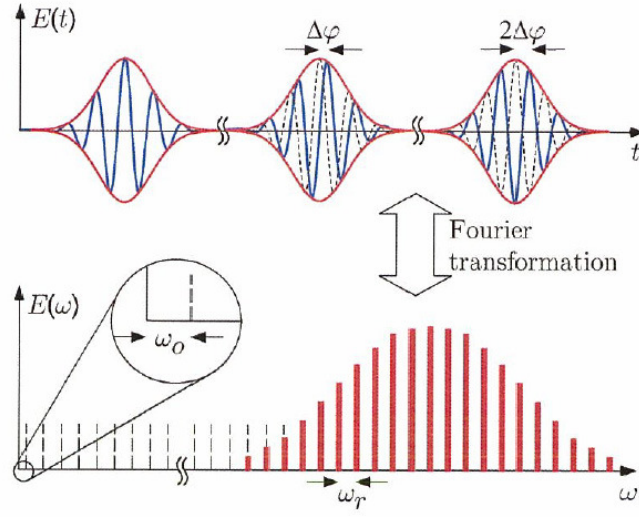 E(t)
Δφ
2Δφ
t
Fourier
transformation
E(ω)
ω_o
ω_r
ω